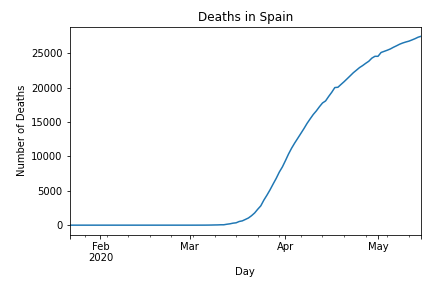 Deaths in Spain
Number of Deaths
25000
20000
15000
10000
5000
0
Feb
2020
Mar
Apr
May
Day